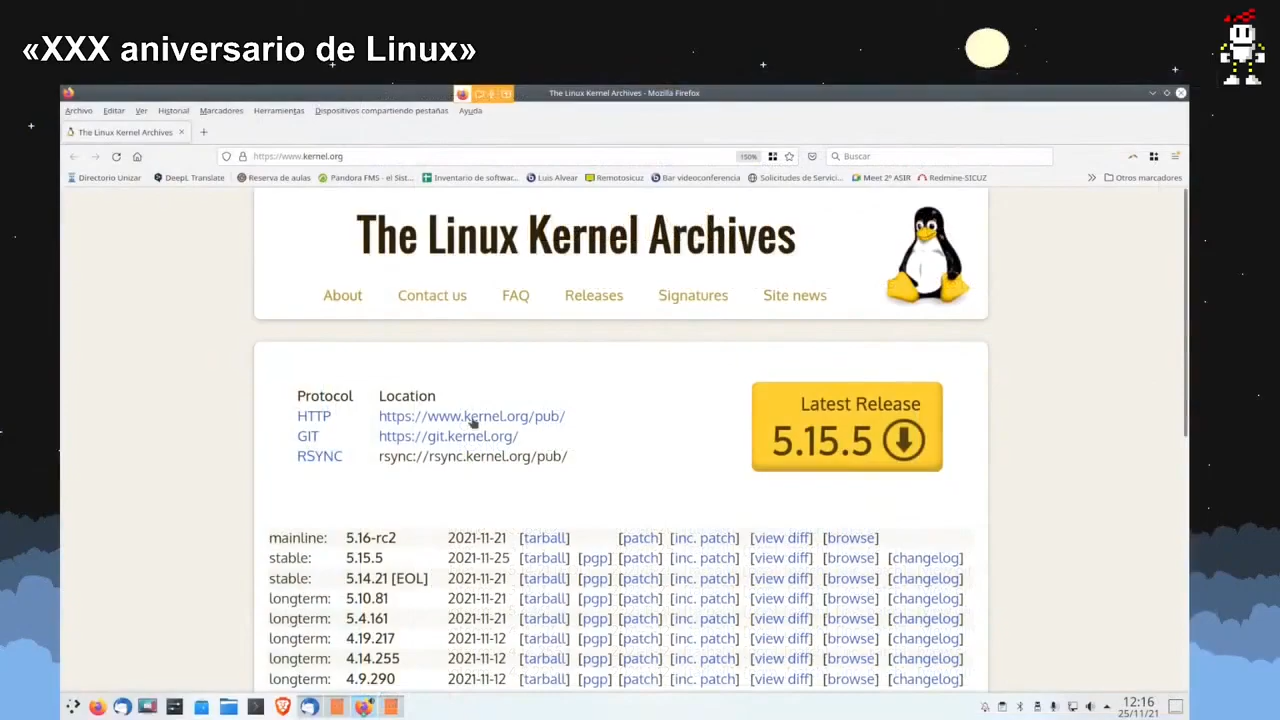 «XXX aniversario de Linux»
The Linux Kernel Archives - Mozilla Firefox
Archivo Editar Ver Historial Marcadores Herramientas Dispositivos compartiendo pestañas Ayuda
The Linux Kernel Archives
https://www.kernel.org 150% Buscar
Directorio Unizar DeepL Translate Reserva de aulas Pandora FMS - el Sist... Inventario de softwar... Luis Alvear Remotosicuz Bar videoconferencia Solicitudes de Servici... Meet 2º ASIR Redmine-SICUZ Otros marcadores
The Linux Kernel Archives
About Contact us FAQ Releases Signatures Site news
Protocol Location
HTTP https://www.kernel.org/pub/
GIT https://git.kernel.org/
RSYNC rsync://rsync.kernel.org/pub/
Latest Release
5.15.5
mainline: 5.16-rc2 2021-11-21 [tarball] [patch] [inc. patch] [view diff] [browse]
stable: 5.15.5 2021-11-25 [tarball] [pgp] [patch] [inc. patch] [view diff] [browse] [changelog]
stable: 5.14.21 [EOL] 2021-11-21 [tarball] [pgp] [patch] [inc. patch] [view diff] [browse] [changelog]
longterm: 5.10.81 2021-11-21 [tarball] [pgp] [patch] [inc. patch] [view diff] [browse] [changelog]
longterm: 5.4.161 2021-11-21 [tarball] [pgp] [patch] [inc. patch] [view diff] [browse] [changelog]
longterm: 4.19.217 2021-11-12 [tarball] [pgp] [patch] [inc. patch] [view diff] [browse] [changelog]
longterm: 4.14.255 2021-11-12 [tarball] [pgp] [patch] [inc. patch] [view diff] [browse] [changelog]
longterm: 4.9.290 2021-11-12 [tarball] [pgp] [patch] [inc. patch] [view diff] [browse] [changelog]
12:16
25/11/21